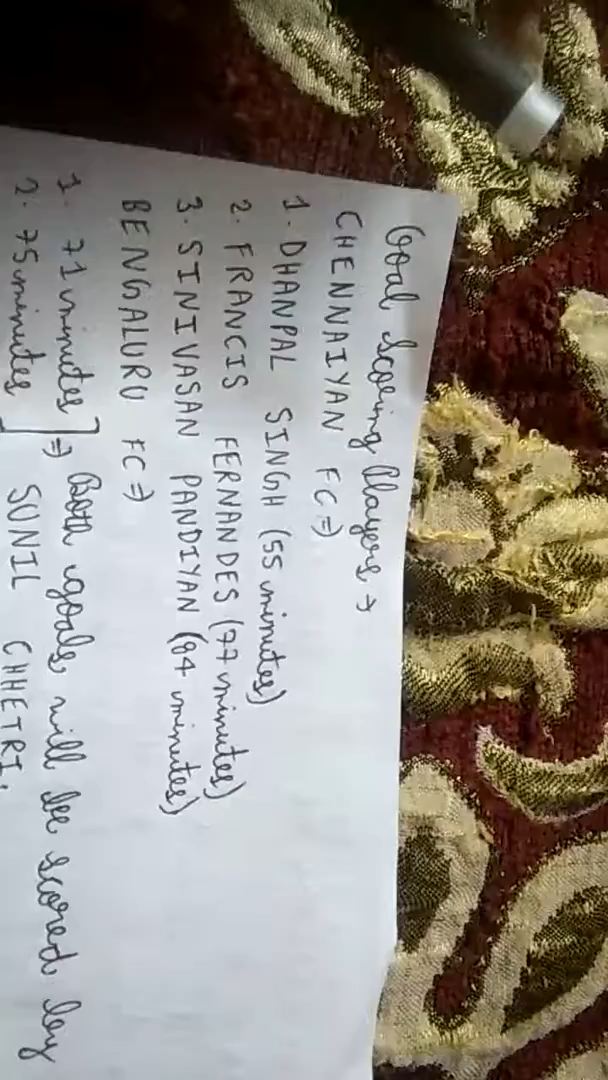 Goal scoring Players →
CHENNAIYAN FC ⇒
1. DHANPAL SINGH (55 minutes)
2. FRANCIS FERNANDES (77 minutes)
3. SINIVASAN PANDIYAN (84 minutes)
BENGALURU FC ⇒
1. 71 minutes ] ⇒ Both goals will be scored by
2. 75 minutes ] SUNIL CHHETRI.